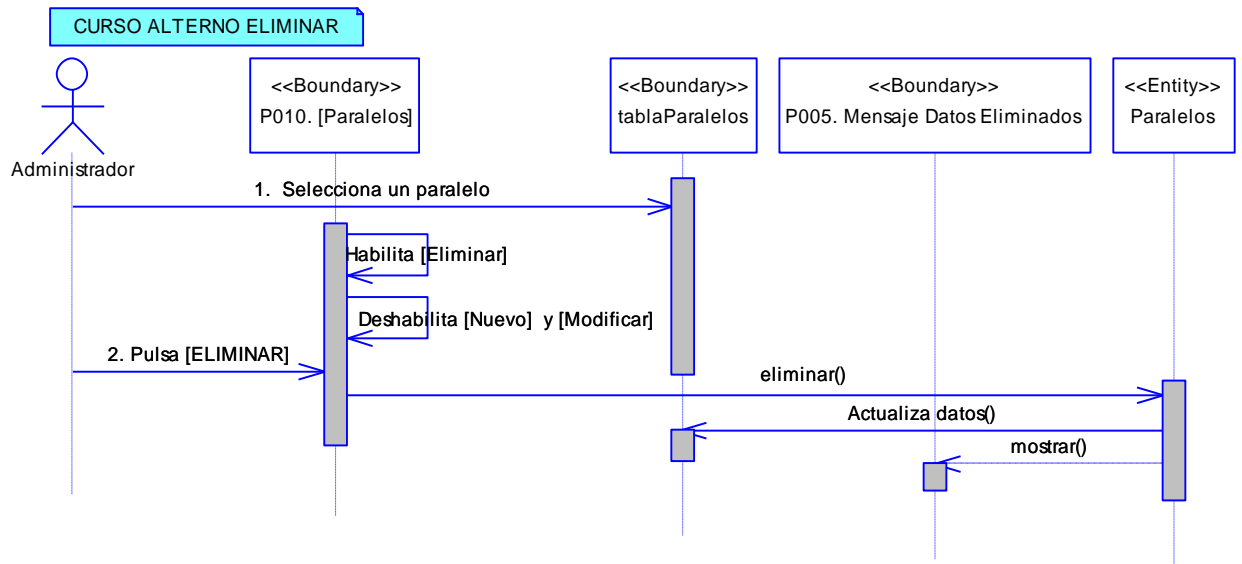 CURSO ALTERNO ELIMINAR
<<Boundary>>
P010. [Paralelos]
<<Boundary>>
tablaParalelos
<<Boundary>>
P005. Mensaje Datos Eliminados
<<Entity>>
Paralelos
Administrador
1. Selecciona un paralelo
Habilita [Eliminar]
Deshabilita [Nuevo] y [Modificar]
2. Pulsa [ELIMINAR]
eliminar()
Actualiza datos()
mostrar()